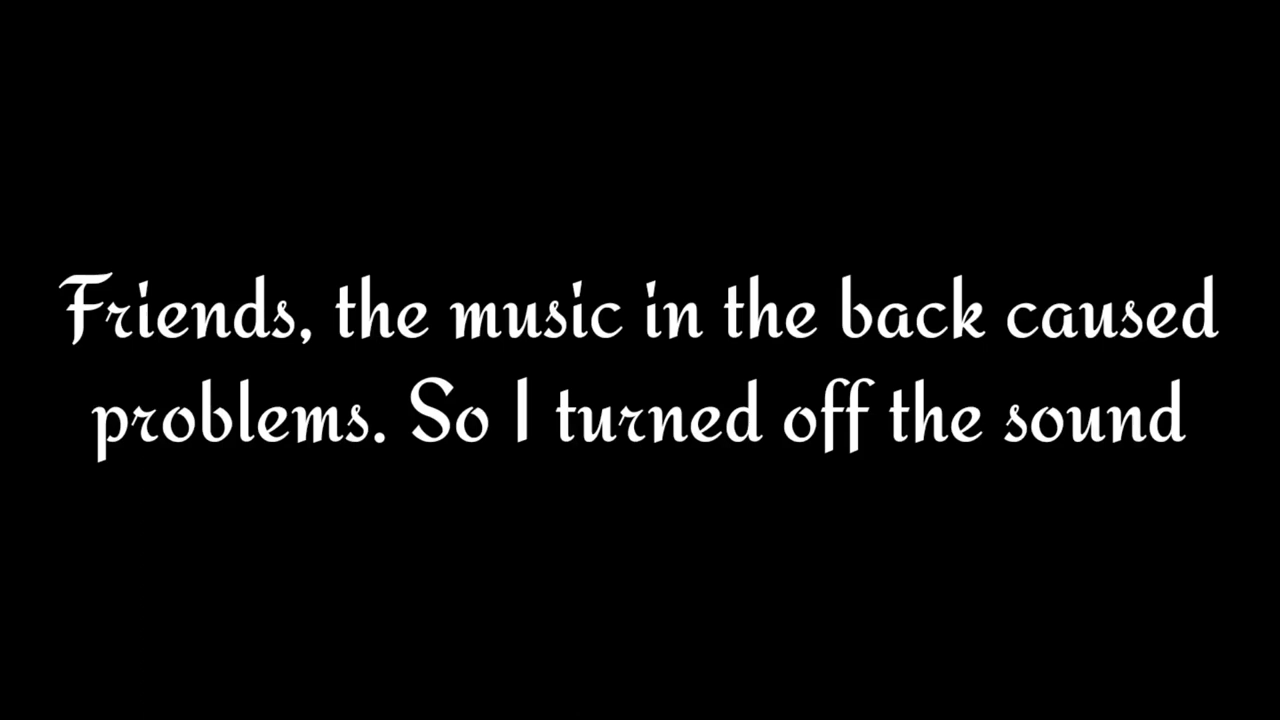 Friends, the music in the back caused
problems. So I turned off the sound